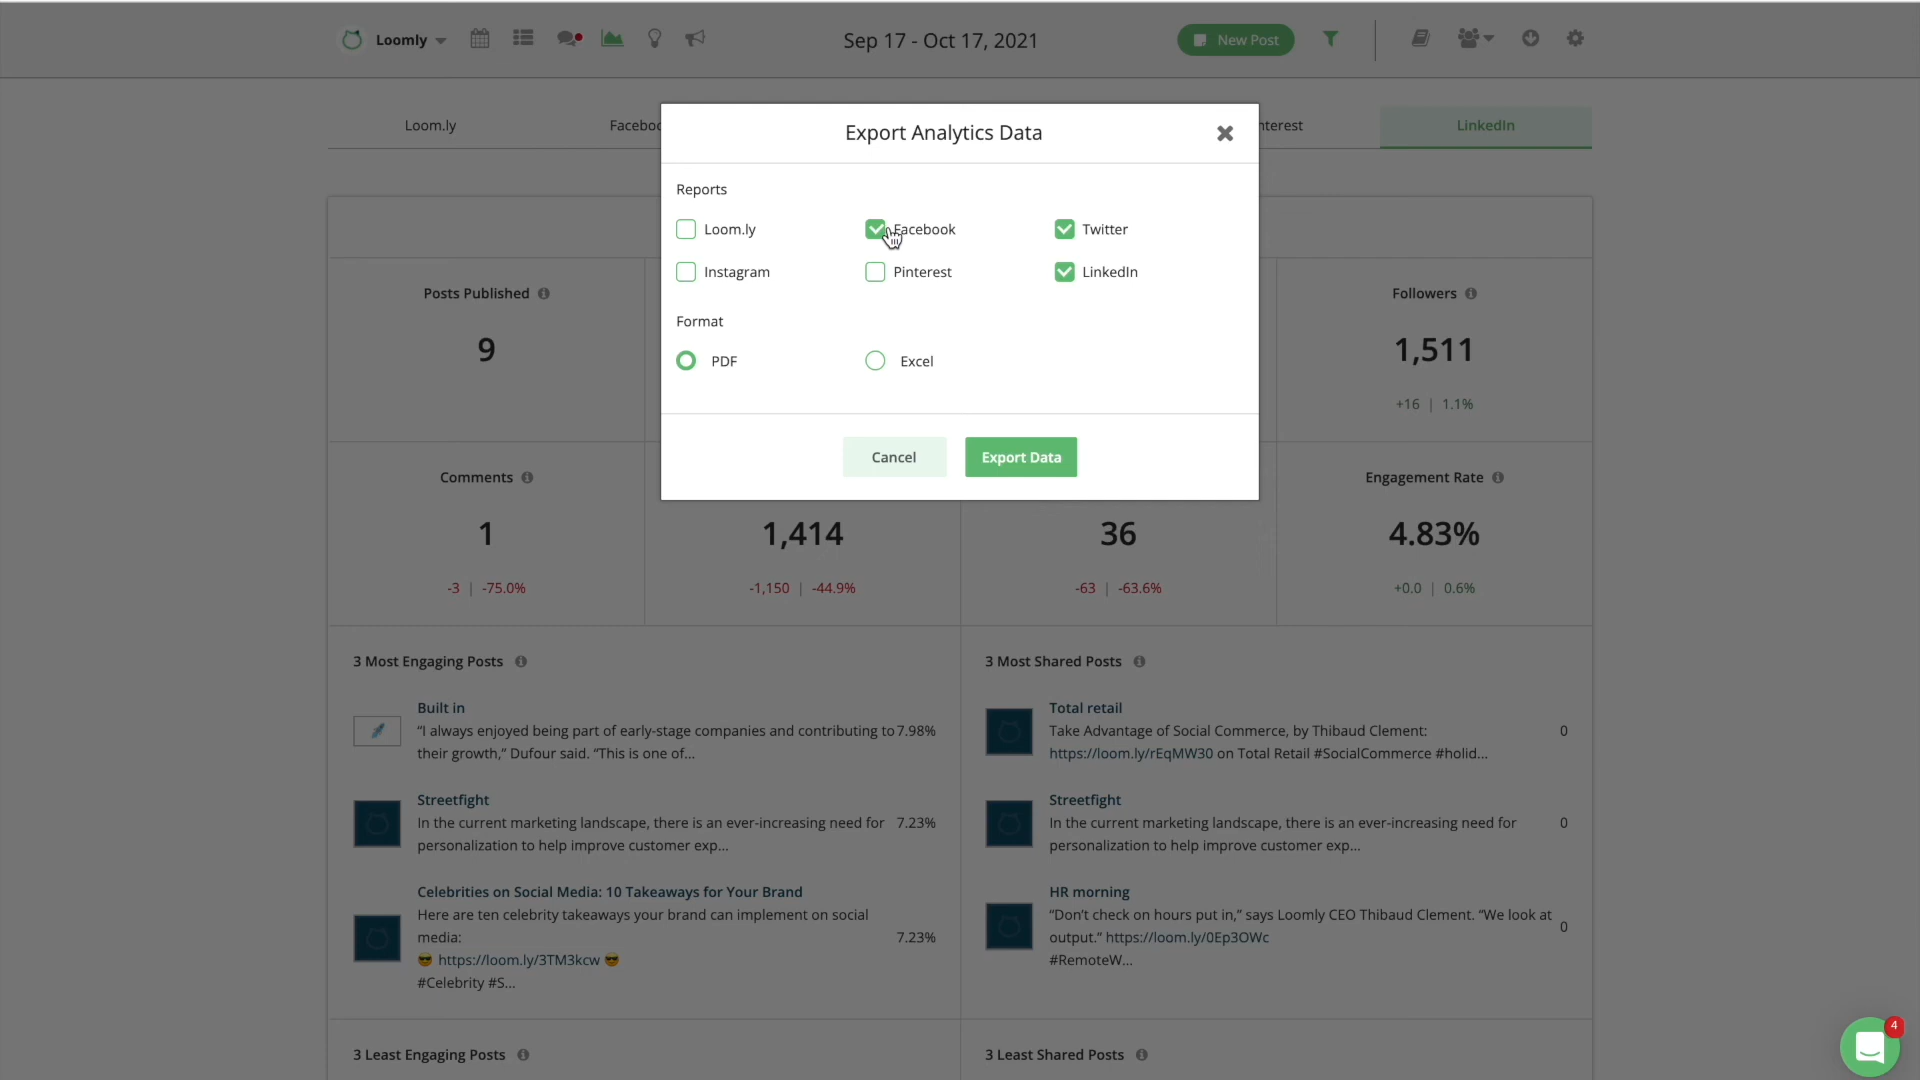 Loomly
Sep 17 - Oct 17, 2021
New Post
Loom.ly
LinkedIn
Export Analytics Data
Reports
Loom.ly
Facebook
Twitter
Instagram
Pinterest
LinkedIn
Format
PDF
Excel
Cancel
Export Data
Posts Published
9
Followers
1,511
+16 | 1.1%
Comments
1
-3 | -75.0%
1,414
-1,150 | -44.9%
36
-63 | -63.6%
Engagement Rate
4.83%
+0.0 | 0.6%
3 Most Engaging Posts
Built in
“I always enjoyed being part of early-stage companies and contributing to 7.98%
their growth,” Dufour said. “This is one of...
Streetfight
In the current marketing landscape, there is an ever-increasing need for 7.23%
personalization to help improve customer exp...
Celebrities on Social Media: 10 Takeaways for Your Brand
Here are ten celebrity takeaways your brand can implement on social
media: 7.23%
😎 https://loom.ly/3TM3kcw 😎
#Celebrity #S...
3 Most Shared Posts
Total retail
Take Advantage of Social Commerce, by Thibaud Clement: 0
https://loom.ly/rEqMW30 on Total Retail #SocialCommerce #holid...
Streetfight
In the current marketing landscape, there is an ever-increasing need for 0
personalization to help improve customer exp...
HR morning
“Don't check on hours put in,” says Loomly CEO Thibaud Clement. “We look at 0
output.” https://loom.ly/0Ep3OWc
#RemoteW...
3 Least Engaging Posts
3 Least Shared Posts
4